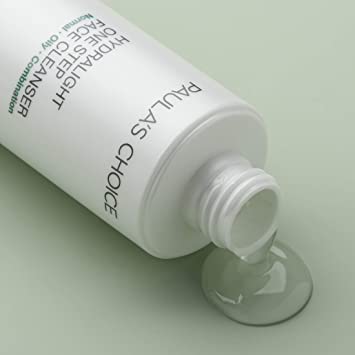 PAULA'S CHOICE
HYDRALIGHT
ONE STEP
FACE CLEANSER
Normal · Oily · Combination